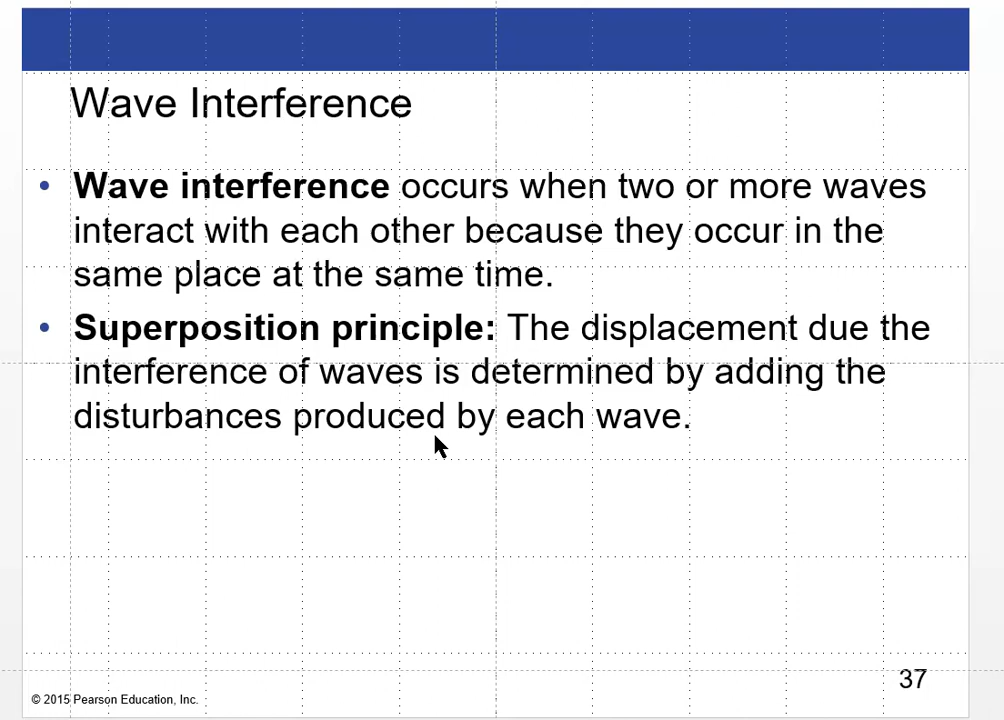 Wave Interference
• Wave interference occurs when two or more waves
interact with each other because they occur in the
same place at the same time.
• Superposition principle: The displacement due the
interference of waves is determined by adding the
disturbances produced by each wave.
37
© 2015 Pearson Education, Inc.